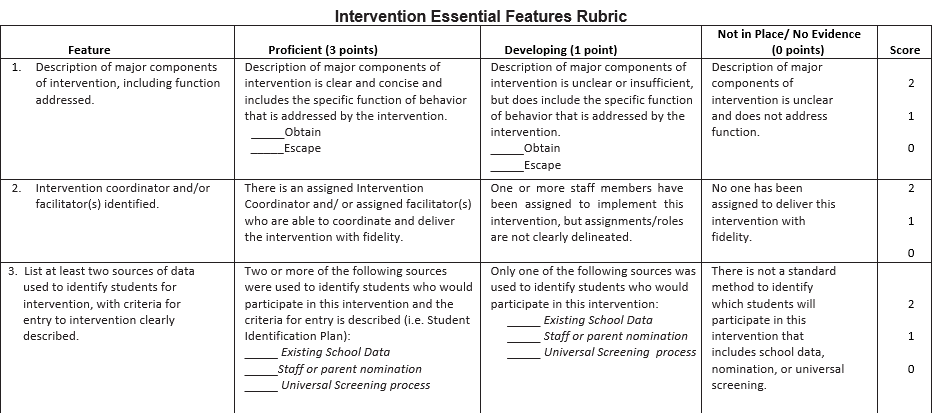 Intervention Essential Features Rubric
Feature
Proficient (3 points)
Developing (1 point)
Not in Place/ No Evidence
(0 points)
Score
1. Description of major components
of intervention, including function
addressed.
Description of major components of
intervention is clear and concise and
includes the specific function of behavior
that is addressed by the intervention.
_____Obtain
_____Escape
Description of major components of
intervention is unclear or insufficient,
but does include the specific function
of behavior that is addressed by the
intervention.
_____Obtain
_____Escape
Description of major
components of
intervention is unclear
and does not address
function.
2
1
0
2. Intervention coordinator and/or
facilitator(s) identified.
There is an assigned Intervention
Coordinator and/ or assigned facilitator(s)
who are able to coordinate and deliver
the intervention with fidelity.
One or more staff members have
been assigned to implement this
intervention, but assignments/roles
are not clearly delineated.
No one has been
assigned to deliver this
intervention with
fidelity.
2
1
0
3. List at least two sources of data
used to identify students for
intervention, with criteria for
entry to intervention clearly
described.
Two or more of the following sources
were used to identify students who would
participate in this intervention and the
criteria for entry is described (i.e. Student
Identification Plan):
_____ Existing School Data
_____Staff or parent nomination
_____ Universal Screening process
Only one of the following sources was
used to identify students who would
participate in this intervention:
_____ Existing School Data
_____ Staff or parent nomination
_____ Universal Screening process
There is not a standard
method to identify
which students will
participate in this
intervention that
includes school data,
nomination, or universal
screening.
2
1
0